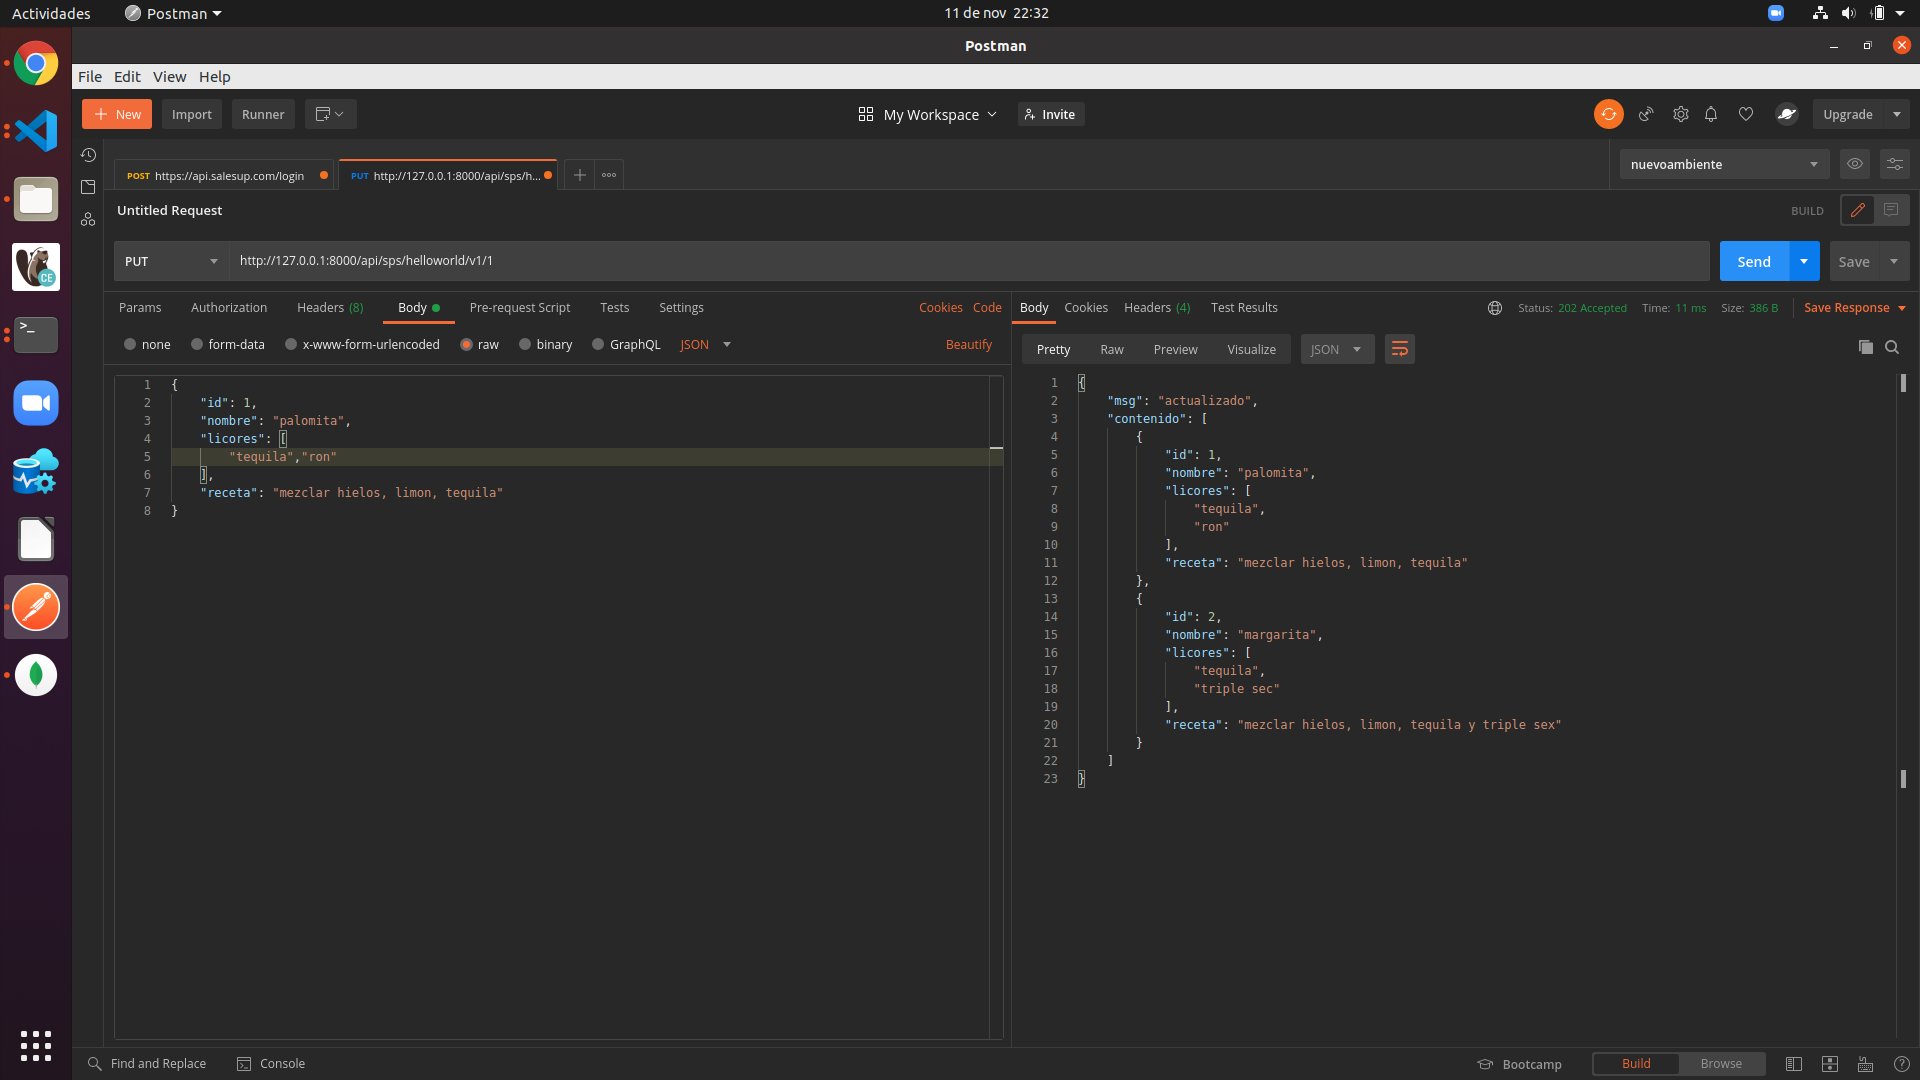 Actividades
Postman
11 de nov 22:32
Postman
File Edit View Help
New
Import
Runner
My Workspace
Invite
Upgrade
POST https://api.salesup.com/login
PUT http://127.0.0.1:8000/api/sps/h...
nuevoambiente
Untitled Request
BUILD
PUT
http://127.0.0.1:8000/api/sps/helloworld/v1/1
Send
Save
Params Authorization Headers (8) Body Pre-request Script Tests Settings Cookies Code
none form-data x-www-form-urlencoded raw binary GraphQL JSON Beautify
1 {
2 "id": 1,
3 "nombre": "palomita",
4 "licores": [
5 "tequila","ron"
6 ],
7 "receta": "mezclar hielos, limon, tequila"
8 }
Body Cookies Headers (4) Test Results Status: 202 Accepted Time: 11 ms Size: 386 B Save Response
Pretty Raw Preview Visualize JSON
1 {
2 "msg": "actualizado",
3 "contenido": [
4 {
5 "id": 1,
6 "nombre": "palomita",
7 "licores": [
8 "tequila",
9 "ron"
10 ],
11 "receta": "mezclar hielos, limon, tequila"
12 },
13 {
14 "id": 2,
15 "nombre": "margarita",
16 "licores": [
17 "tequila",
18 "triple sec"
19 ],
20 "receta": "mezclar hielos, limon, tequila y triple sex"
21 }
22 ]
23 }
CE
>_
Find and Replace
Console
Bootcamp
Build
Browse